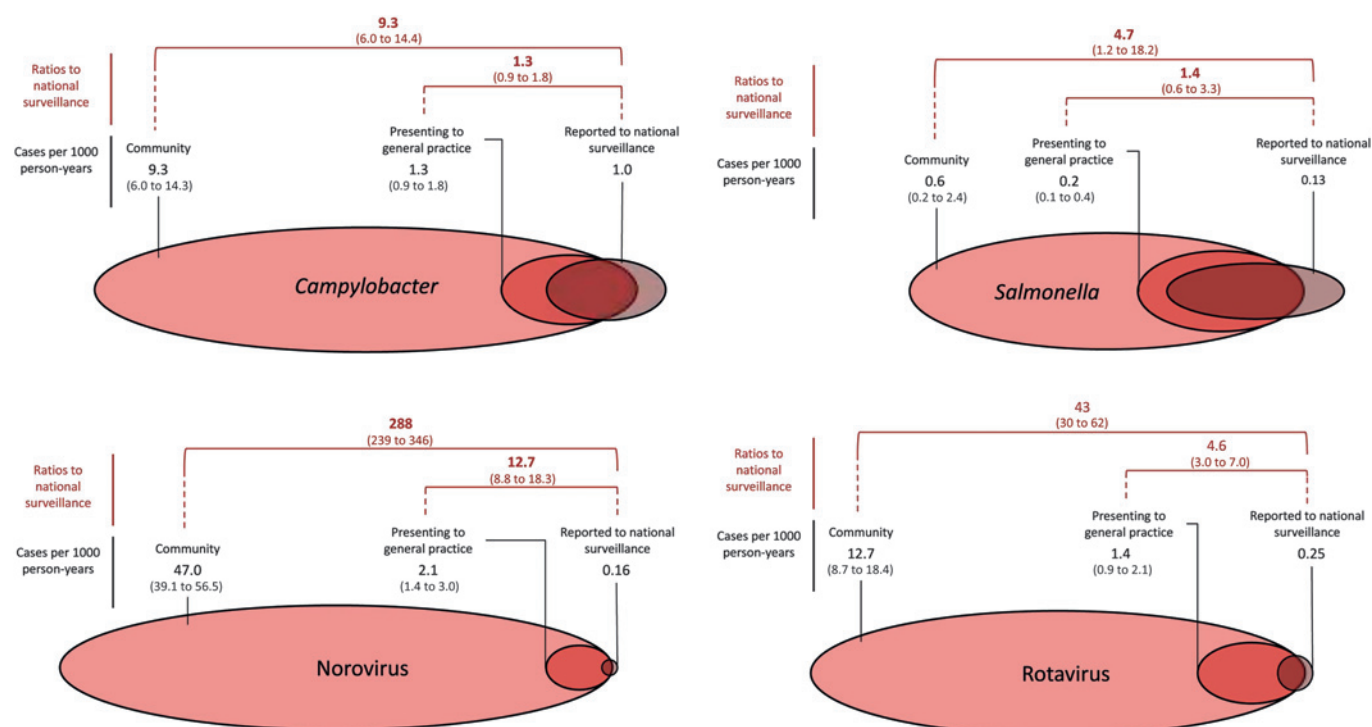 9.3
(6.0 to 14.4)
1.3
(0.9 to 1.8)
Ratios to
national
surveillance
Cases per 1000
person-years
Community
9.3
(6.0 to 14.3)
Presenting to
general practice
1.3
(0.9 to 1.8)
Reported to national
surveillance
1.0
Campylobacter
4.7
(1.2 to 18.2)
1.4
(0.6 to 3.3)
Ratios to
national
surveillance
Cases per 1000
person-years
Community
0.6
(0.2 to 2.4)
Presenting to
general practice
0.2
(0.1 to 0.4)
Reported to national
surveillance
0.13
Salmonella
288
(239 to 346)
12.7
(8.8 to 18.3)
Ratios to
national
surveillance
Cases per 1000
person-years
Community
47.0
(39.1 to 56.5)
Presenting to
general practice
2.1
(1.4 to 3.0)
Reported to national
surveillance
0.16
Norovirus
43
(30 to 62)
4.6
(3.0 to 7.0)
Ratios to
national
surveillance
Cases per 1000
person-years
Community
12.7
(8.7 to 18.4)
Presenting to
general practice
1.4
(0.9 to 2.1)
Reported to national
surveillance
0.25
Rotavirus